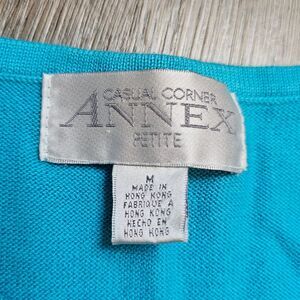 CASUAL CORNER
ANNEX
PETITE
M
MADE IN
HONG KONG
FABRIQUE A
HONG KONG
HECHO EN
HONG KONG